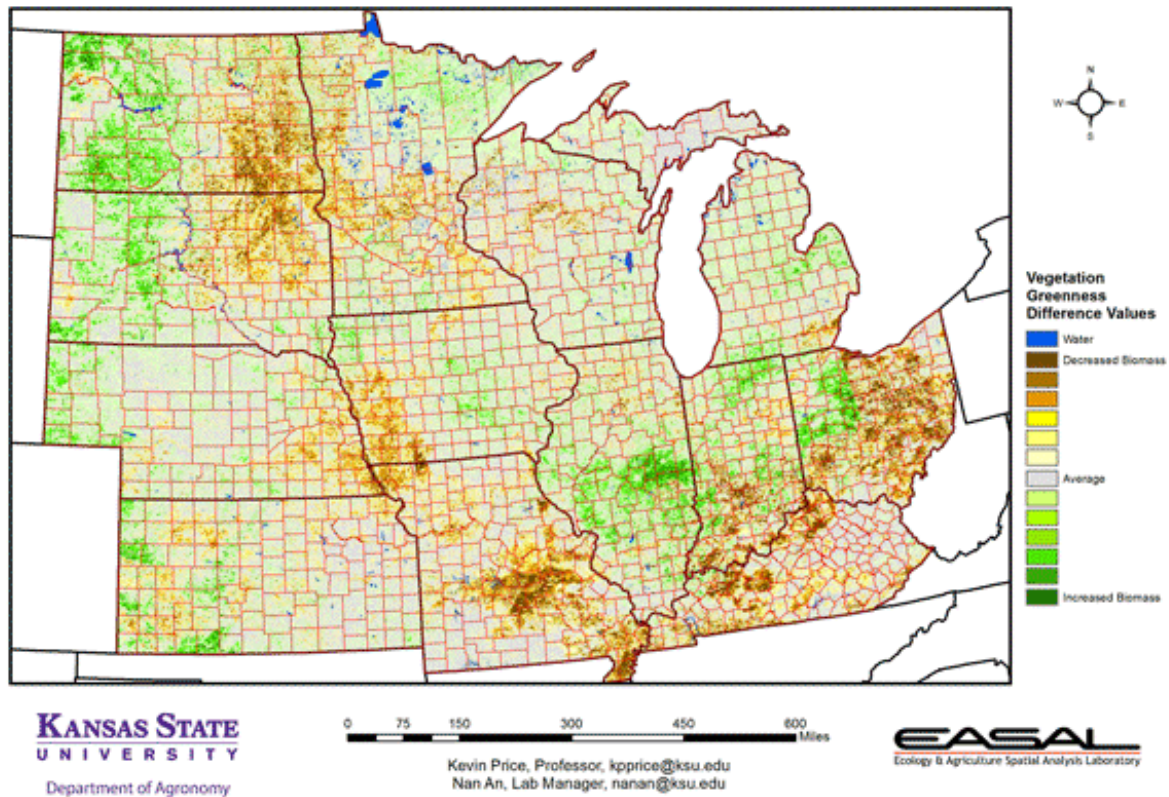 N
W E
S
Vegetation
Greenness
Difference Values
Water
Decreased Biomass
Average
Increased Biomass
KANSAS STATE
UNIVERSITY
Department of Agronomy
0 75 150 300 450 600
Miles
Kevin Price, Professor, kpprice@ksu.edu
Nan An, Lab Manager, nanan@ksu.edu
EASAL
Ecology & Agriculture Spatial Analysis Laboratory